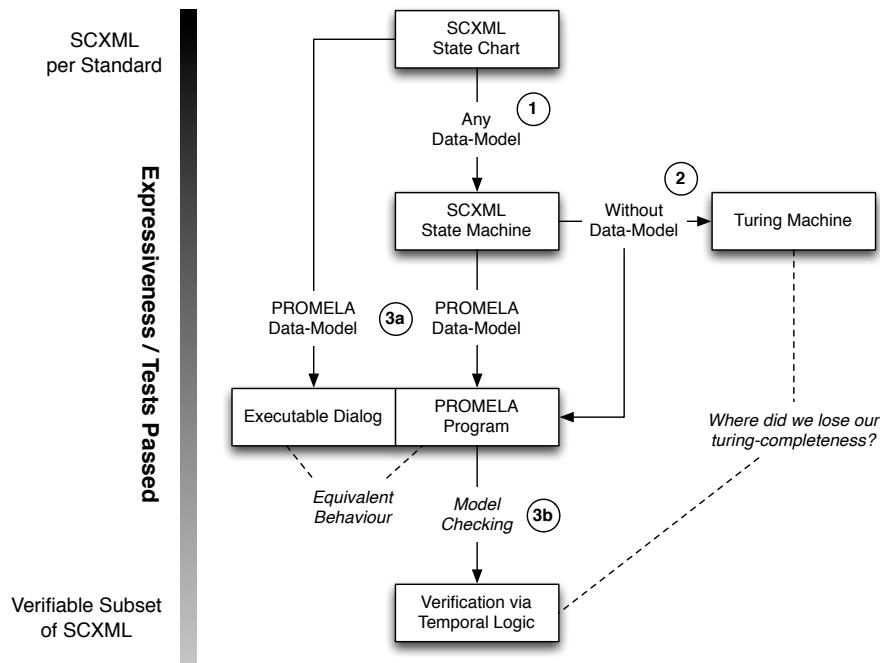 SCXML
per Standard
SCXML
State Chart
1
Any
Data-Model
2
SCXML
State Machine
Without
Data-Model
Turing Machine
Expressiveness / Tests Passed
PROMELA
Data-Model
3a
PROMELA
Data-Model
Executable Dialog
PROMELA
Program
Where did we lose our
turing-completeness?
Equivalent
Behaviour
Model
Checking
3b
Verifiable Subset
of SCXML
Verification via
Temporal Logic